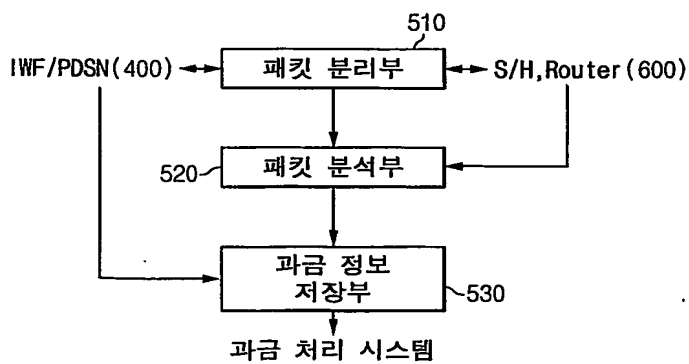 510
IWF/PDSN(400)
패킷 분리부
S/H,Router(600)
520
패킷 분석부
과금 정보
저장부
530
과금 처리 시스템